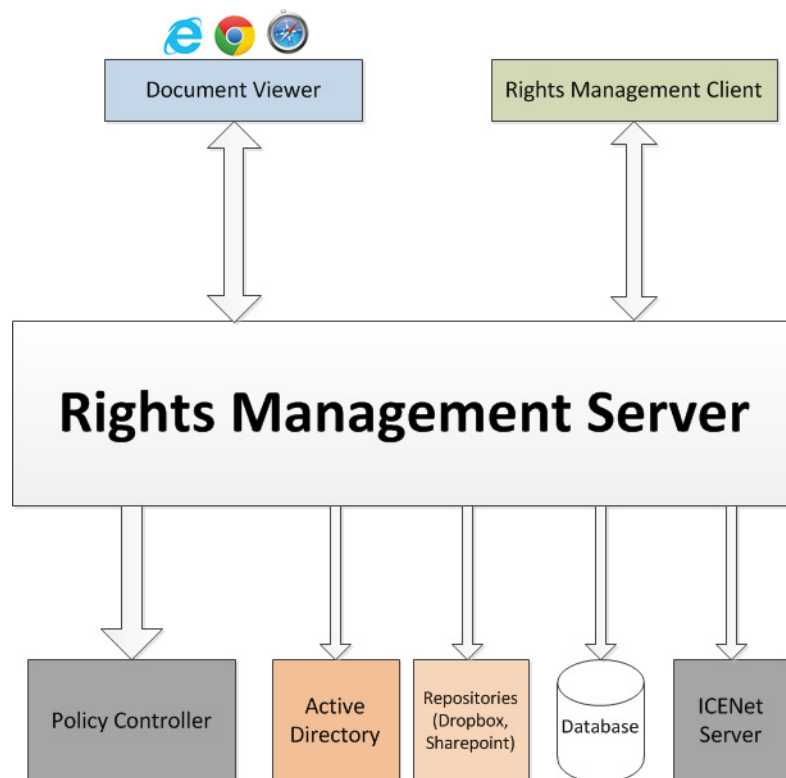 Document Viewer
Rights Management Client
Rights Management Server
Policy Controller
Active
Directory
Repositories
(Dropbox,
Sharepoint)
Database
ICENet
Server